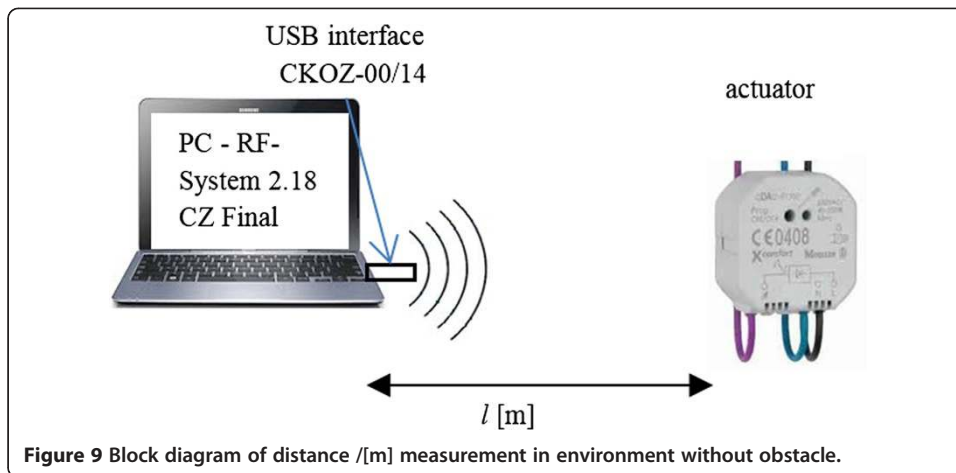 USB interface
CKOZ-00/14
actuator
PC - RF-
System 2.18
CZ Final
CE0408
l [m]
Figure 9 Block diagram of distance /[m] measurement in environment without obstacle.